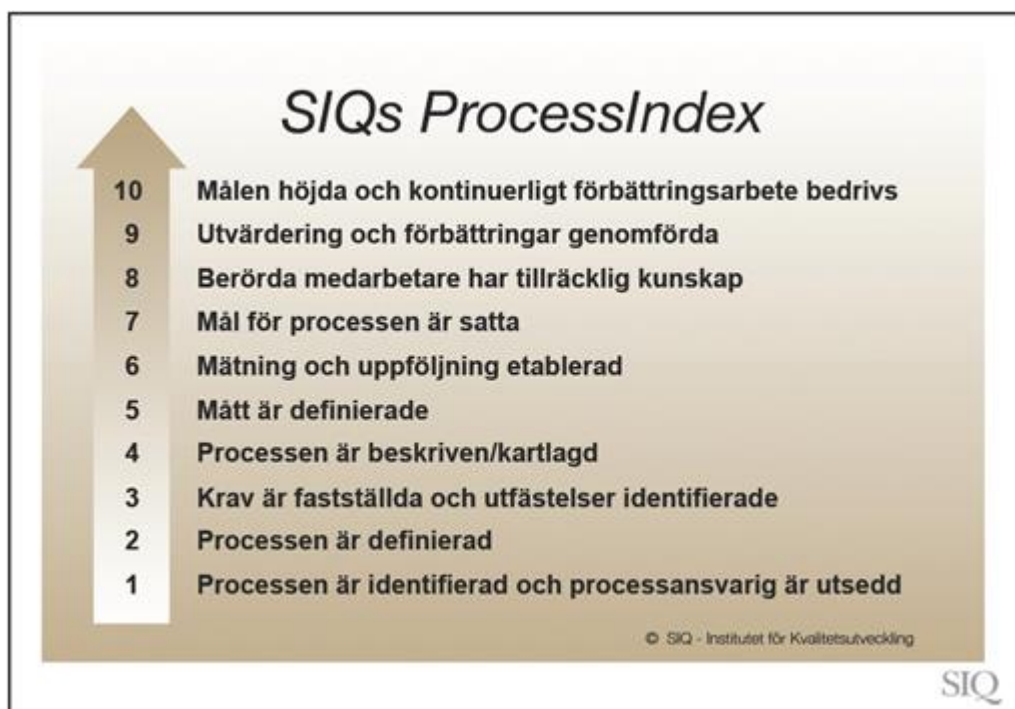 SIQs ProcessIndex
10 Målen höjda och kontinuerligt förbättringsarbete bedrivs
9 Utvärdering och förbättringar genomförda
8 Berörda medarbetare har tillräcklig kunskap
7 Mål för processen är satta
6 Mätning och uppföljning etablerad
5 Mått är definierade
4 Processen är beskriven/kartlagd
3 Krav är fastställda och utfästelser identifierade
2 Processen är definierad
1 Processen är identifierad och processansvarig är utsedd
© SIQ - Institutet för Kvalitetsutveckling
SIQ